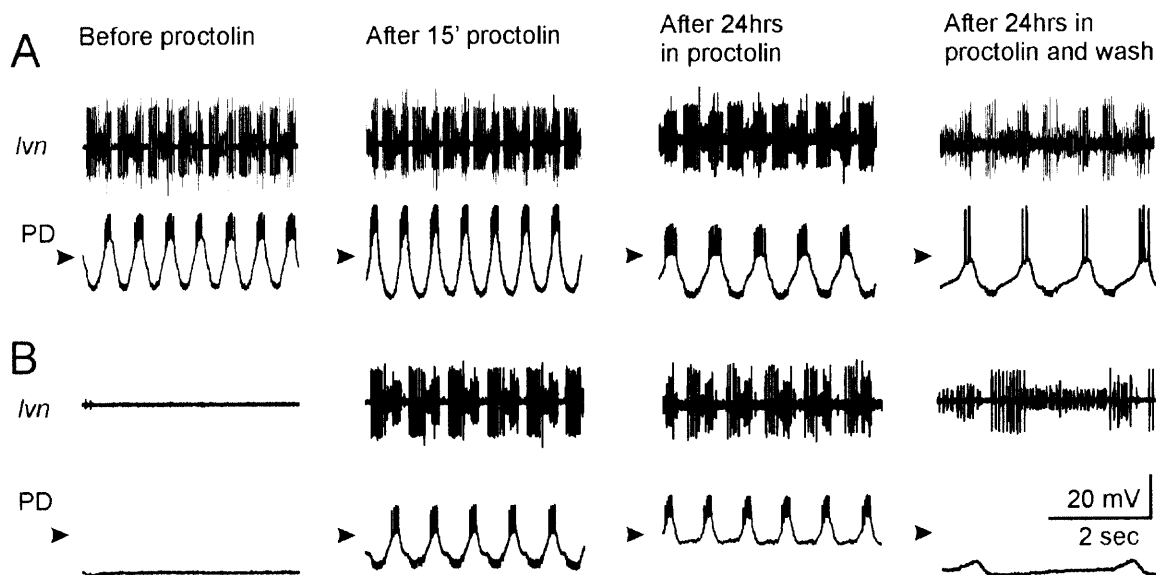 A
Before proctolin
After 15' proctolin
After 24hrs
in proctolin
After 24hrs in
proctolin and wash
lvn
PD
B
lvn
PD
20 mV
2 sec